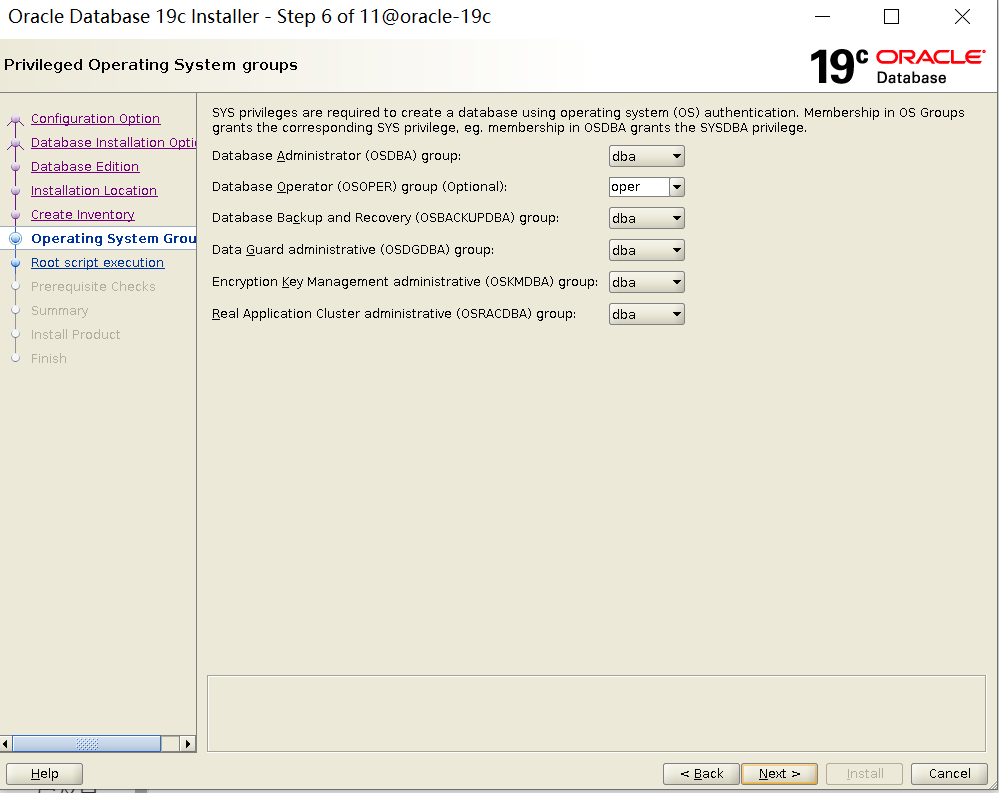 Oracle Database 19c Installer - Step 6 of 11@oracle-19c
Privileged Operating System groups
19c ORACLE
Database
Configuration Option
Database Installation Opti
Database Edition
Installation Location
Create Inventory
Operating System Grou
Root script execution
Prerequisite Checks
Summary
Install Product
Finish
SYS privileges are required to create a database using operating system (OS) authentication. Membership in OS Groups
grants the corresponding SYS privilege, eg. membership in OSDBA grants the SYSDBA privilege.
Database Administrator (OSDBA) group: dba
Database Operator (OSOPER) group (Optional): oper
Database Backup and Recovery (OSBACKUPDBA) group: dba
Data Guard administrative (OSDGDBA) group: dba
Encryption Key Management administrative (OSKMDBA) group: dba
Real Application Cluster administrative (OSRACDBA) group: dba
Help < Back Next > Install Cancel